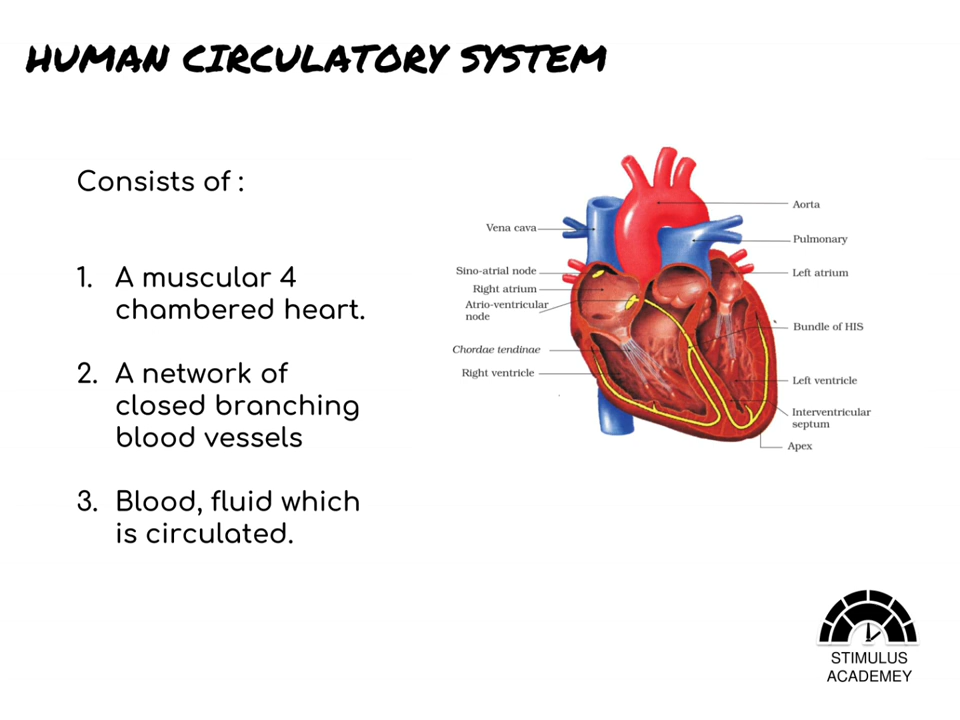 HUMAN CIRCULATORY SYSTEM
Consists of :
1. A muscular 4
chambered heart.
2. A network of
closed branching
blood vessels
3. Blood, fluid which
is circulated.
Vena cava
Sino-atrial node
Right atrium
Atrio-ventricular
node
Chordae tendinae
Right ventricle
Aorta
Pulmonary
Left atrium
Bundle of HIS
Left ventricle
Interventricular
septum
Apex
STIMULUS
ACADEMEY